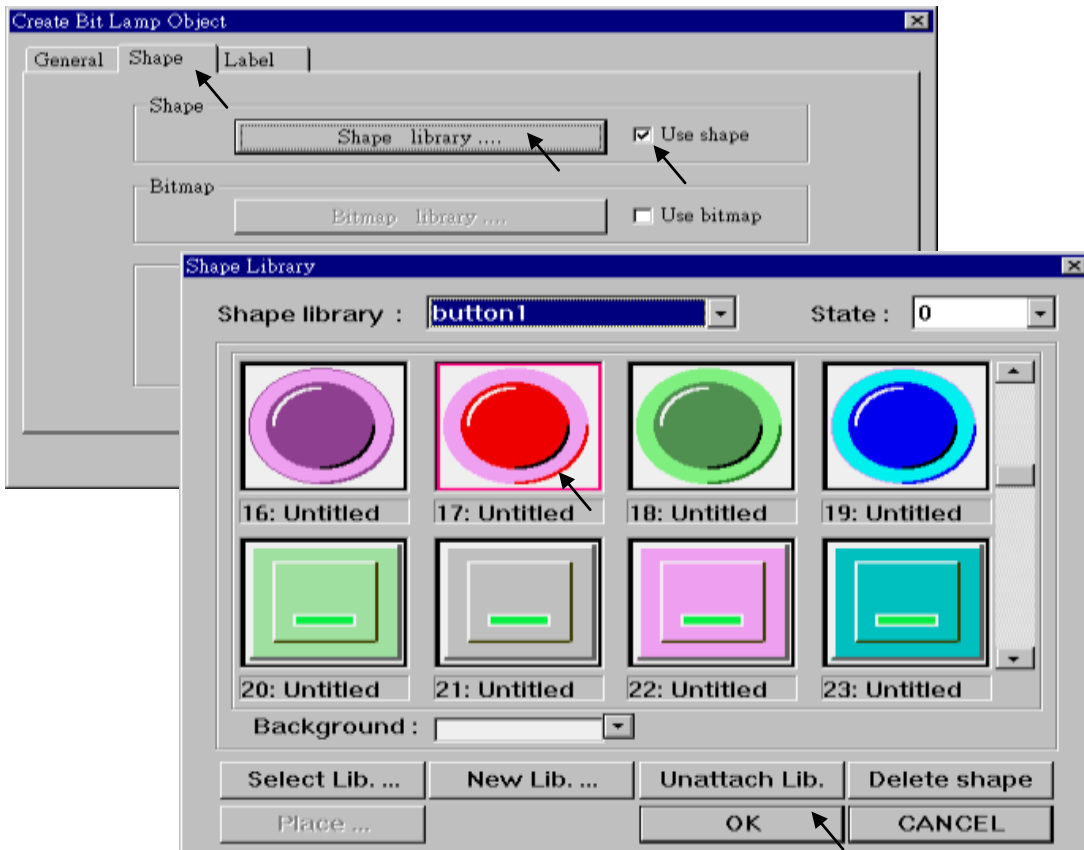 Create Bit Lamp Object
General Shape Label
Shape
Shape library .... Use shape
Bitmap
Bitmap library .... Use bitmap
Shape Library
Shape library : button1 State : 0
16: Untitled 17: Untitled 18: Untitled 19: Untitled
20: Untitled 21: Untitled 22: Untitled 23: Untitled
Background :
Select Lib. ... New Lib. ... Unattach Lib. Delete shape
Place ... OK CANCEL